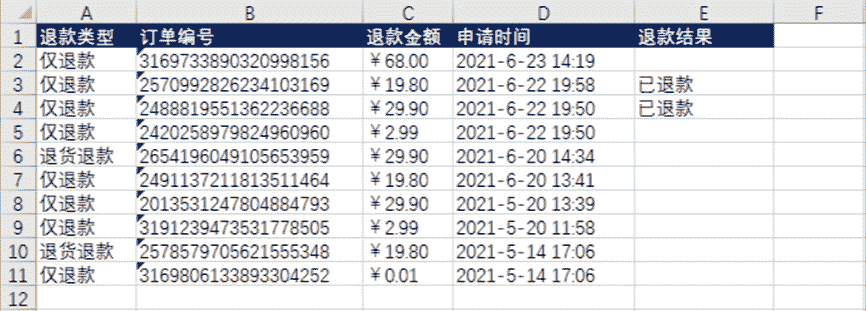 A B C D E F
1 退款类型 订单编号 退款金额 申请时间 退款结果
2 仅退款 3169733890320998156 ￥68.00 2021-6-23 14:19
3 仅退款 2570992826234103169 ￥19.80 2021-6-22 19:58 已退款
4 仅退款 2488819551362236688 ￥29.90 2021-6-22 19:50 已退款
5 仅退款 2420258979824960960 ￥2.99 2021-6-22 19:50
6 退货退款 2654196049105653959 ￥29.90 2021-6-20 14:34
7 仅退款 2491137211813511464 ￥19.80 2021-6-20 13:41
8 仅退款 2013531247804884793 ￥29.90 2021-5-20 13:39
9 仅退款 3191239473531778505 ￥2.99 2021-5-20 11:58
10 退货退款 2578579705621555348 ￥19.80 2021-5-14 17:06
11 仅退款 3169806133893304252 ￥0.01 2021-5-14 17:06
12